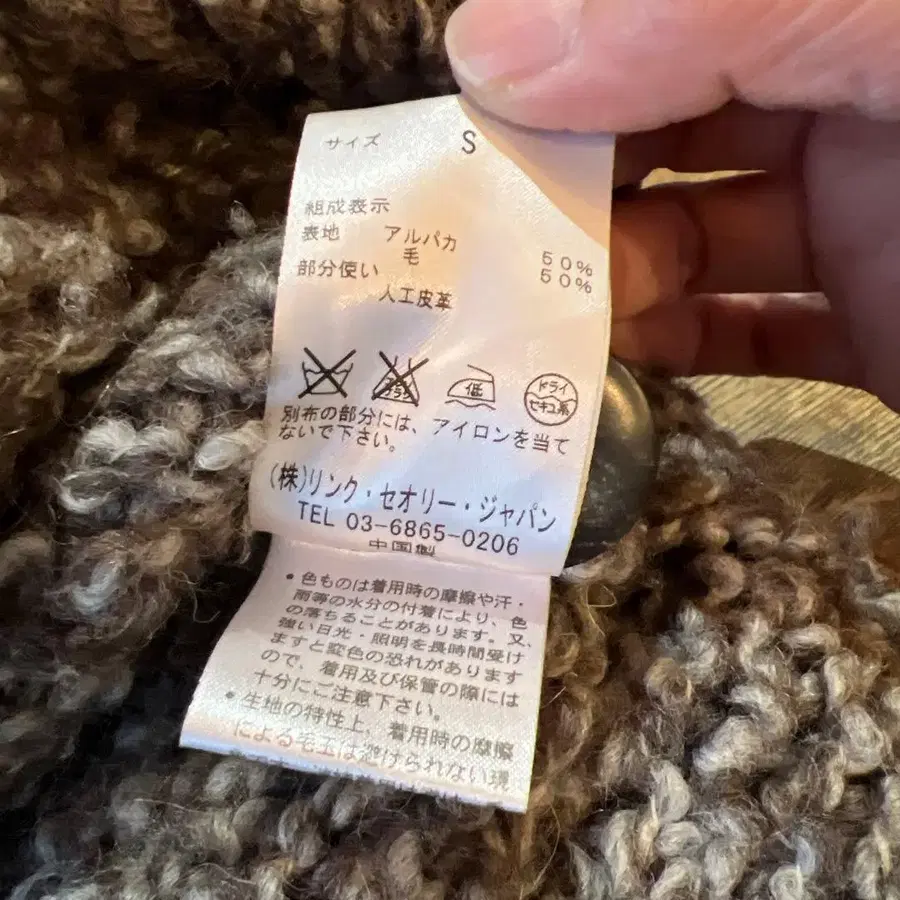 サイズ S
組成表示
表地 アルパカ 50%
毛 50%
部分使い
人工皮革
エンソ
サラシ
低
ドライ
セキユ系
別布の部分には、アイロンを当て
ないで下さい。
(株)リンク・セオリー・ジャパン
TEL 03-6865-0206
中国製
・色ものは着用時の摩擦や汗・
雨等の水分の付着により、色
の落ちることがあります。又、
強い日光・照明を長時間受け
ますと変色の恐れがあります
ので、着用及び保管の際には
十分にご注意下さい。
・生地の特性上、着用時の摩擦
による毛玉は避けられない現